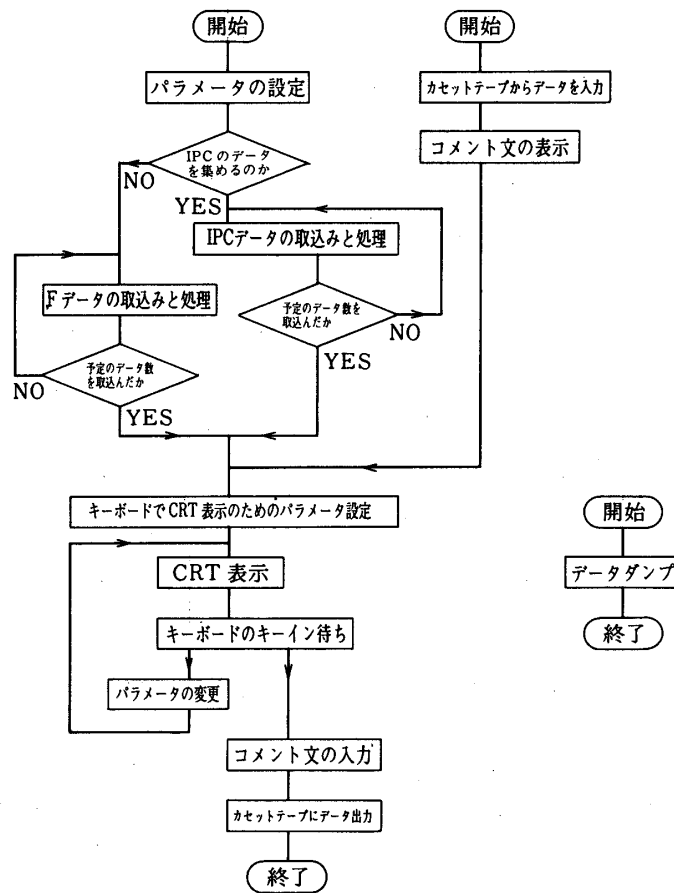 開始
開始
パラメータの設定
カセットテープからデータを入力
IPCのデータ
を集めるのか
コメント文の表示
NO
YES
IPCデータの取込みと処理
Fデータの取込みと処理
予定のデータ数を
取込んだか
NO
予定のデータ数
を取込んだか
NO
YES
YES
キーボードでCRT表示のためのパラメータ設定
開始
CRT表示
データダンプ
キーボードのキーイン待ち
終了
パラメータの変更
コメント文の入力
カセットテープにデータ出力
終了